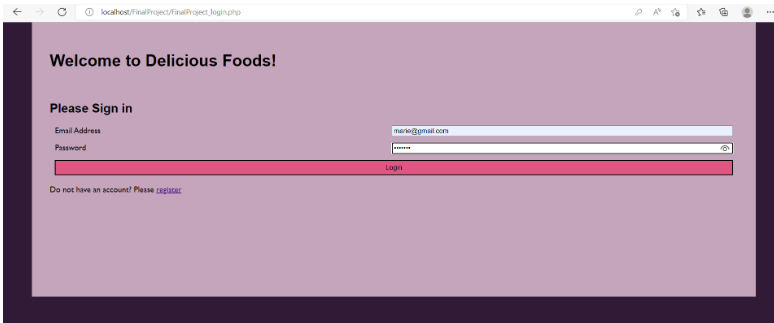 localhost/FinalProject/FinalProject_login.php
Welcome to Delicious Foods!
Please Sign in
Email Address marie@gmail.com
Password •••••••
Login
Do not have an account? Please register